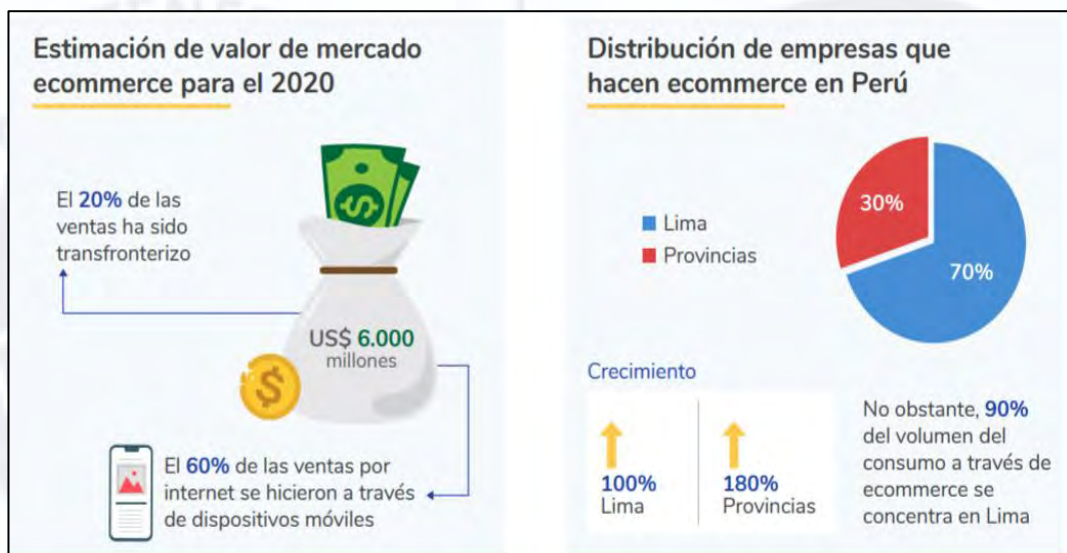 Estimación de valor de mercado
ecommerce para el 2020
El 20% de las
ventas ha sido
transfronterizo
US$ 6.000
millones
El 60% de las ventas por
internet se hicieron a través
de dispositivos móviles
Distribución de empresas que
hacen ecommerce en Perú
Lima
Provincias
30%
70%
Crecimiento
100%
Lima
180%
Provincias
No obstante, 90%
del volumen del
consumo a través de
ecommerce se
concentra en Lima